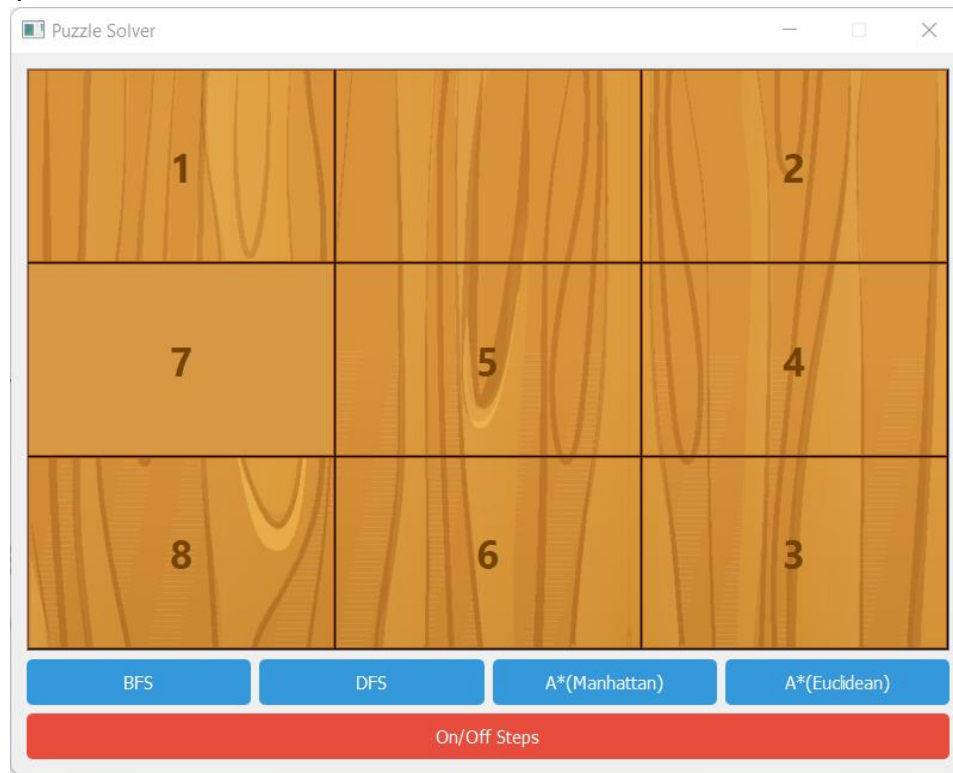 Puzzle Solver
1 2
7 5 4
8 6 3
BFS DFS A*(Manhattan) A*(Euclidean)
On/Off Steps